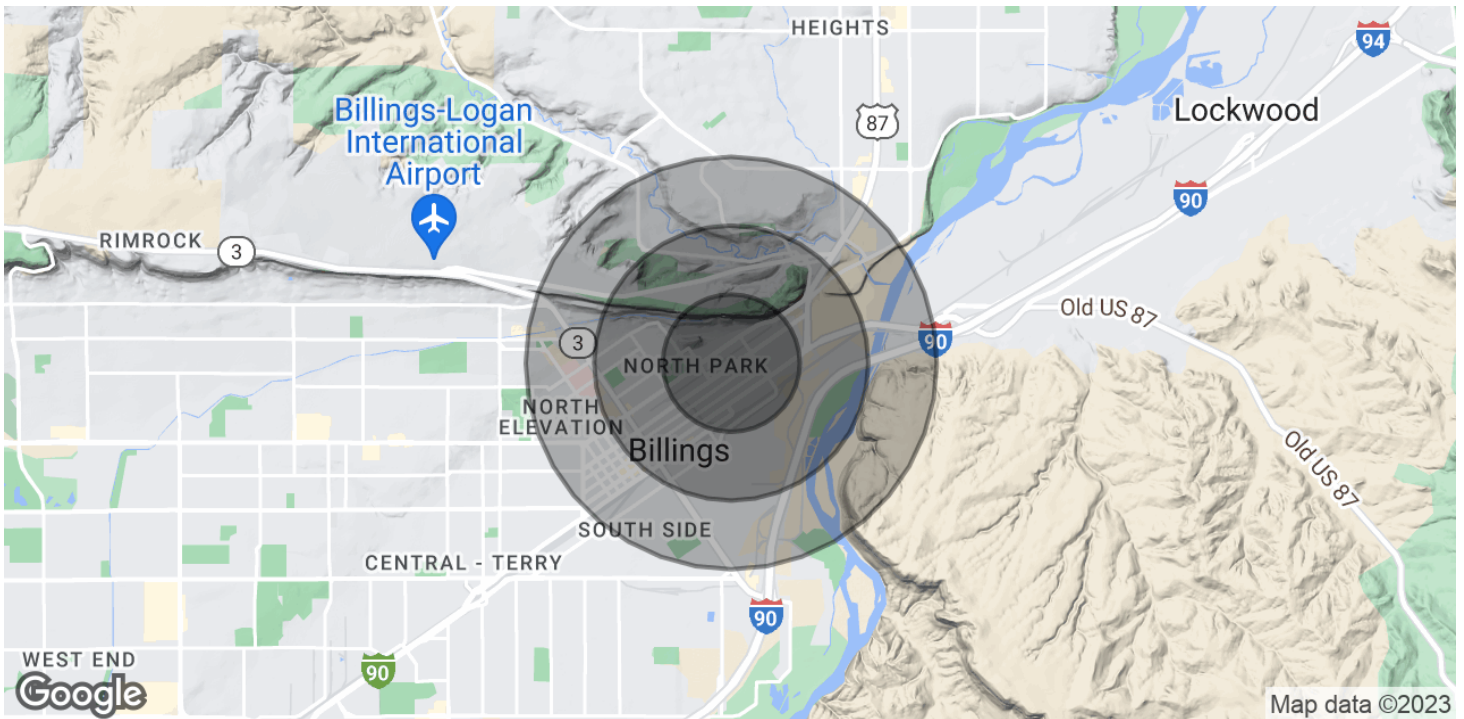 HEIGHTS
94
Billings-Logan
International
Airport
87
Lockwood
90
RIMROCK
3
Old US 87
3
90
NORTH PARK
NORTH
ELEVATION
Billings
Old US 87
SOUTH SIDE
CENTRAL - TERRY
90
WEST END
90
Google
Map data ©2023